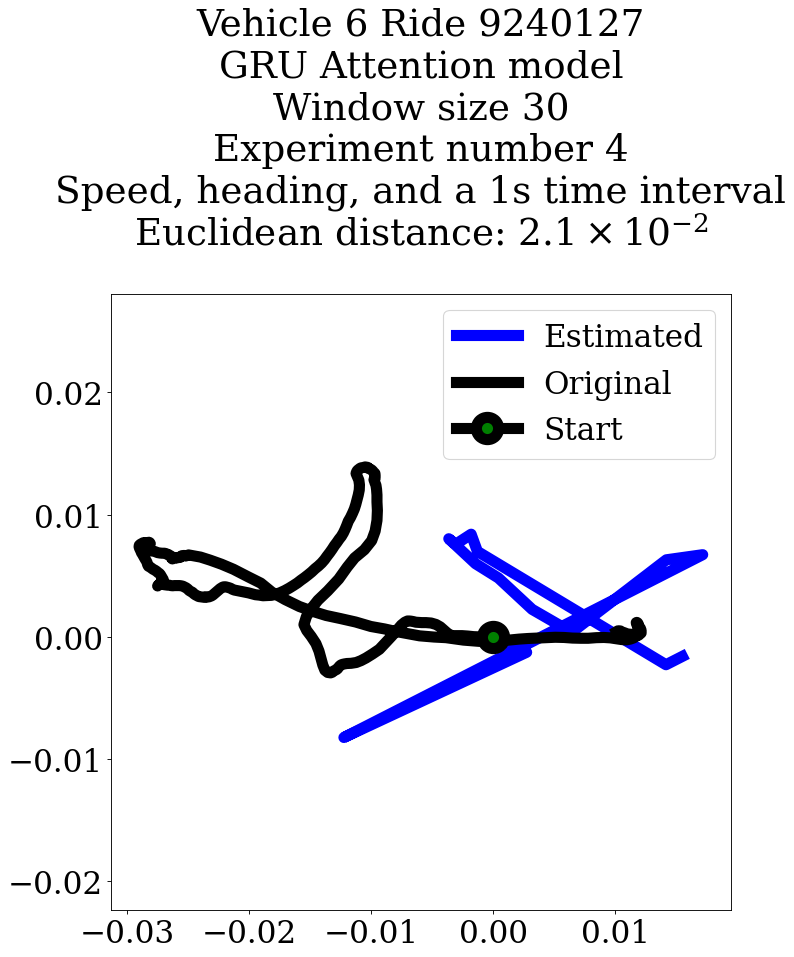 Vehicle 6 Ride 9240127
GRU Attention model
Window size 30
Experiment number 4
Speed, heading, and a 1s time interval
Euclidean distance: 2.1 × 10⁻²
Estimated
Original
Start
0.02
0.01
0.00
−0.01
−0.02
−0.03 −0.02 −0.01 0.00 0.01